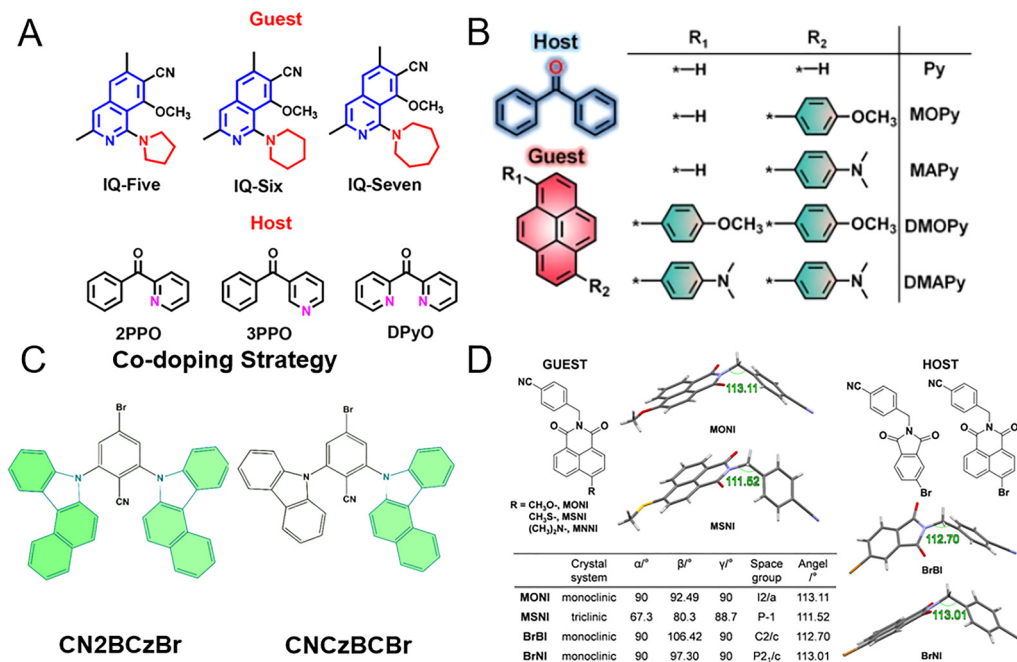 A
Guest
CN
OCH₃
N
N
IQ-Five
CN
OCH₃
N
N
IQ-Six
CN
OCH₃
N
N
IQ-Seven
Host
O
N
2PPO
O
N
3PPO
O
N
N
DPyO
B
Host
O
Guest
R₁
R₂
R₁ R₂
*—H *—H Py
*—H *— OCH₃ MOPy
*—H *— N MAPy
*— OCH₃ *— OCH₃ DMOPy
*— N *— N DMAPy
C
Co-doping Strategy
Br
N
N
CN
CN2BCzBr
Br
N
N
CN
CNCzBCBr
D
GUEST
NC
N
O
O
R
R = CH₃O-, MONI
CH₃S-, MSNI
(CH₃)₂N-, MNNI
113.11
MONI
111.52
MSNI
HOST
NC
N
O
O
Br
NC
N
O
O
Br
112.70
BrBI
113.01
BrNI
Crystal system α/° β/° γ/° Space group Angel /°
MONI monoclinic 90 92.49 90 I2/a 113.11
MSNI triclinic 67.3 80.3 88.7 P-1 111.52
BrBI monoclinic 90 106.42 90 C2/c 112.70
BrNI monoclinic 90 97.30 90 P2₁/c 113.01